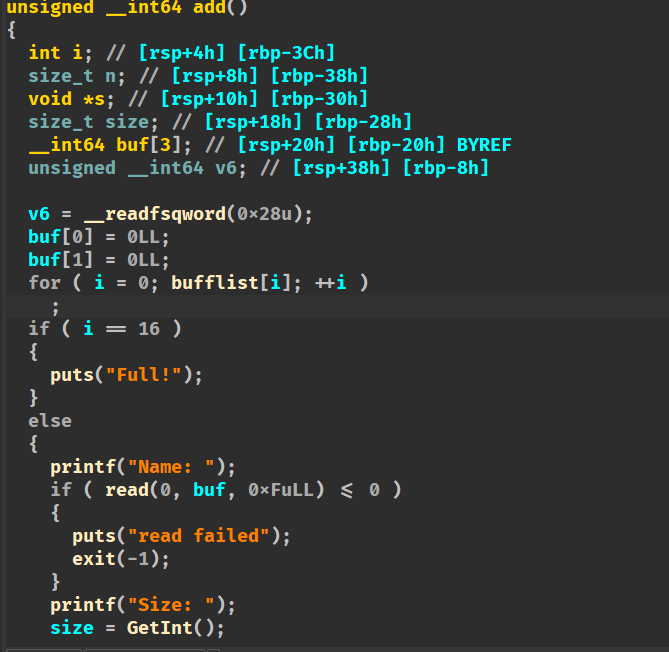 unsigned __int64 add()
{
int i; // [rsp+4h] [rbp-3Ch]
size_t n; // [rsp+8h] [rbp-38h]
void *s; // [rsp+10h] [rbp-30h]
size_t size; // [rsp+18h] [rbp-28h]
__int64 buf[3]; // [rsp+20h] [rbp-20h] BYREF
unsigned __int64 v6; // [rsp+38h] [rbp-8h]
v6 = __readfsqword(0×28u);
buf[0] = 0LL;
buf[1] = 0LL;
for ( i = 0; bufflist[i]; ++i )
;
if ( i == 16 )
{
puts("Full!");
}
else
{
printf("Name: ");
if ( read(0, buf, 0×FuLL) ≤ 0 )
{
puts("read failed");
exit(-1);
}
printf("Size: ");
size = GetInt();